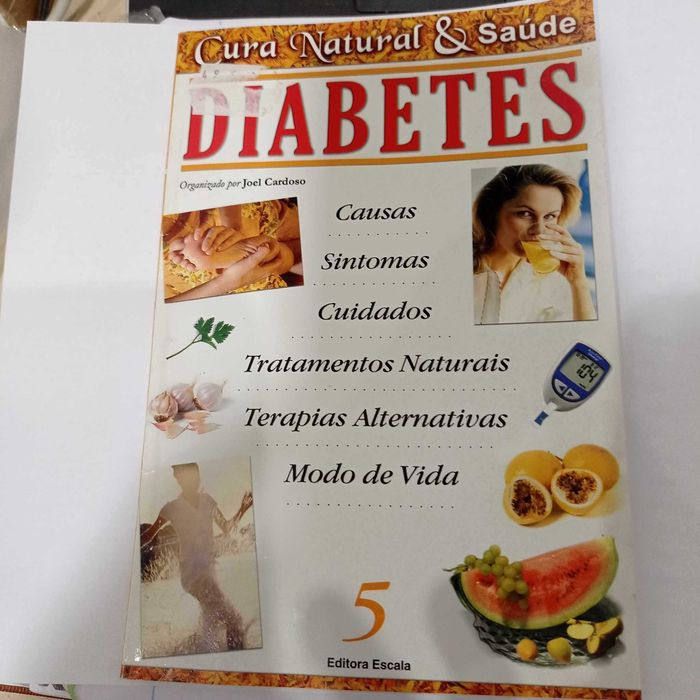 Cura Natural & Saúde
DIABETES
Organizado por Joel Cardoso
Causas
Sintomas
Cuidados
Tratamentos Naturais
104
Terapias Alternativas
Modo de Vida
5
Editora Escala